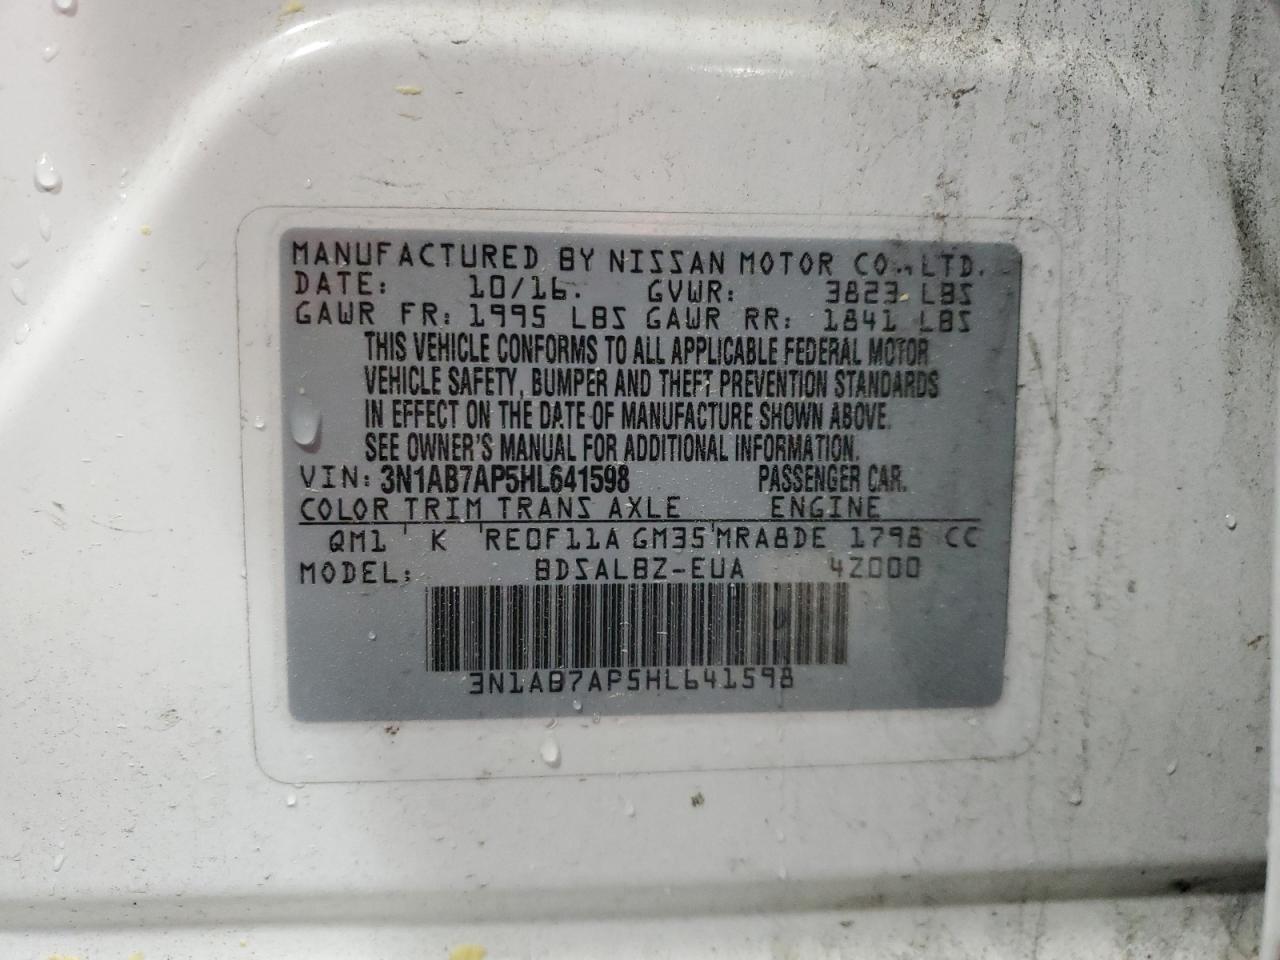 MANUFACTURED BY NISSAN MOTOR CO., LTD.
DATE: 10/16. GVWR: 3823 LBS
GAWR FR: 1995 LBS GAWR RR: 1841 LBS
THIS VEHICLE CONFORMS TO ALL APPLICABLE FEDERAL MOTOR
VEHICLE SAFETY, BUMPER AND THEFT PREVENTION STANDARDS
IN EFFECT ON THE DATE OF MANUFACTURE SHOWN ABOVE.
SEE OWNER'S MANUAL FOR ADDITIONAL INFORMATION.
VIN: 3N1AB7AP5HL641598 PASSENGER CAR.
COLOR TRIM TRANS AXLE ENGINE
QM1 K RE0F11A GM35 MRA8DE 1798 CC
MODEL: BDSALBZ-EUA 42000
3N1AB7AP5HL641598